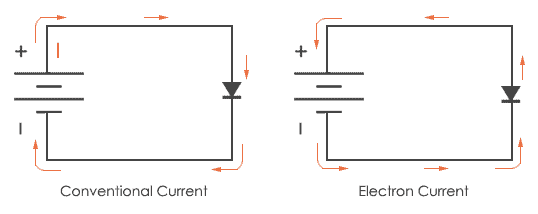 + I +
– –
Conventional Current Electron Current